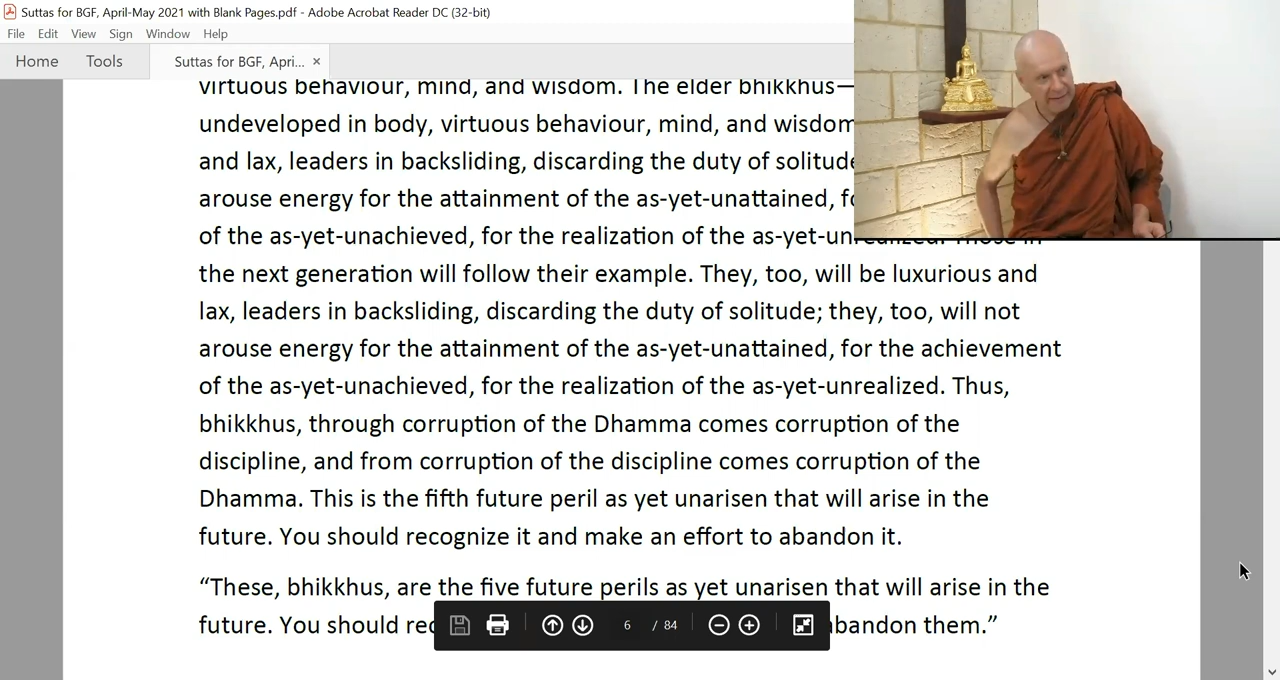 Suttas for BGF, April-May 2021 with Blank Pages.pdf - Adobe Acrobat Reader DC (32-bit)
File Edit View Sign Window Help
Home Tools Suttas for BGF, Apri... ×
virtuous behaviour, mind, and wisdom. The elder bhikkhus—
undeveloped in body, virtuous behaviour, mind, and wisdom
and lax, leaders in backsliding, discarding the duty of solitude
arouse energy for the attainment of the as-yet-unattained,
of the as-yet-unachieved, for the realization of the as-yet-unrealized. Those in
the next generation will follow their example. They, too, will be luxurious and
lax, leaders in backsliding, discarding the duty of solitude; they, too, will not
arouse energy for the attainment of the as-yet-unattained, for the achievement
of the as-yet-unachieved, for the realization of the as-yet-unrealized. Thus,
bhikkhus, through corruption of the Dhamma comes corruption of the
discipline, and from corruption of the discipline comes corruption of the
Dhamma. This is the fifth future peril as yet unarisen that will arise in the
future. You should recognize it and make an effort to abandon it.
“These, bhikkhus, are the five future perils as yet unarisen that will arise in the
future. You should abandon them.”
6 / 84